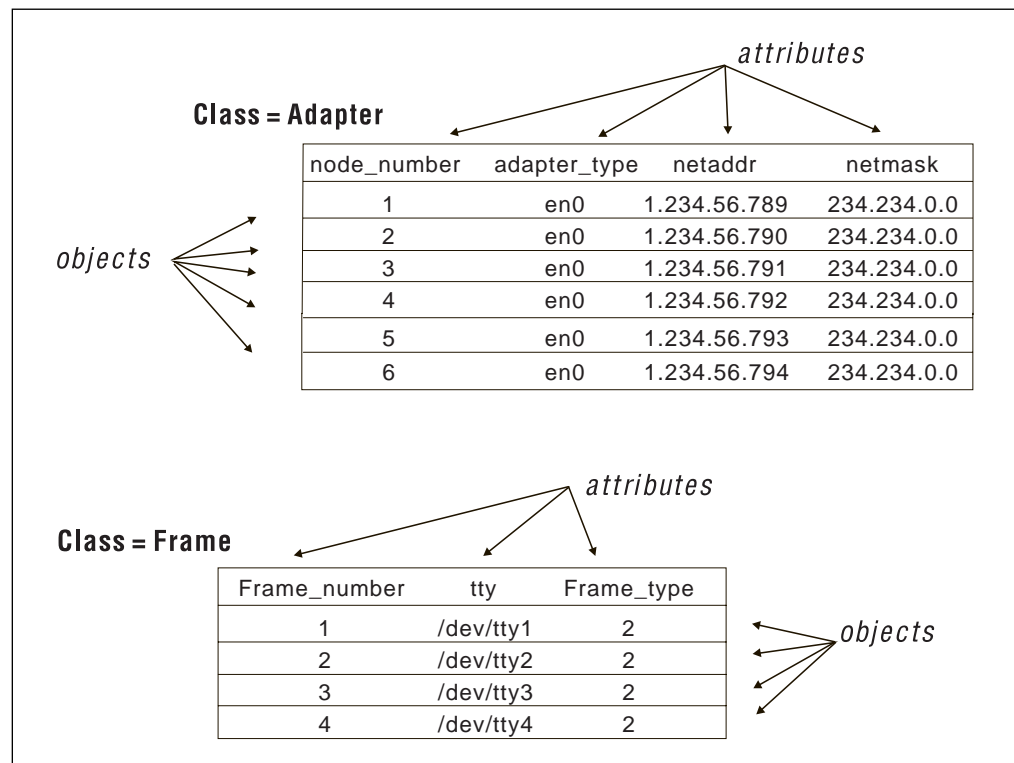 attributes
Class = Adapter
node_number adapter_type netaddr netmask
1 en0 1.234.56.789 234.234.0.0
2 en0 1.234.56.790 234.234.0.0
objects
3 en0 1.234.56.791 234.234.0.0
4 en0 1.234.56.792 234.234.0.0
5 en0 1.234.56.793 234.234.0.0
6 en0 1.234.56.794 234.234.0.0
attributes
Class = Frame
Frame_number tty Frame_type
1 /dev/tty1 2
objects
2 /dev/tty2 2
3 /dev/tty3 2
4 /dev/tty4 2